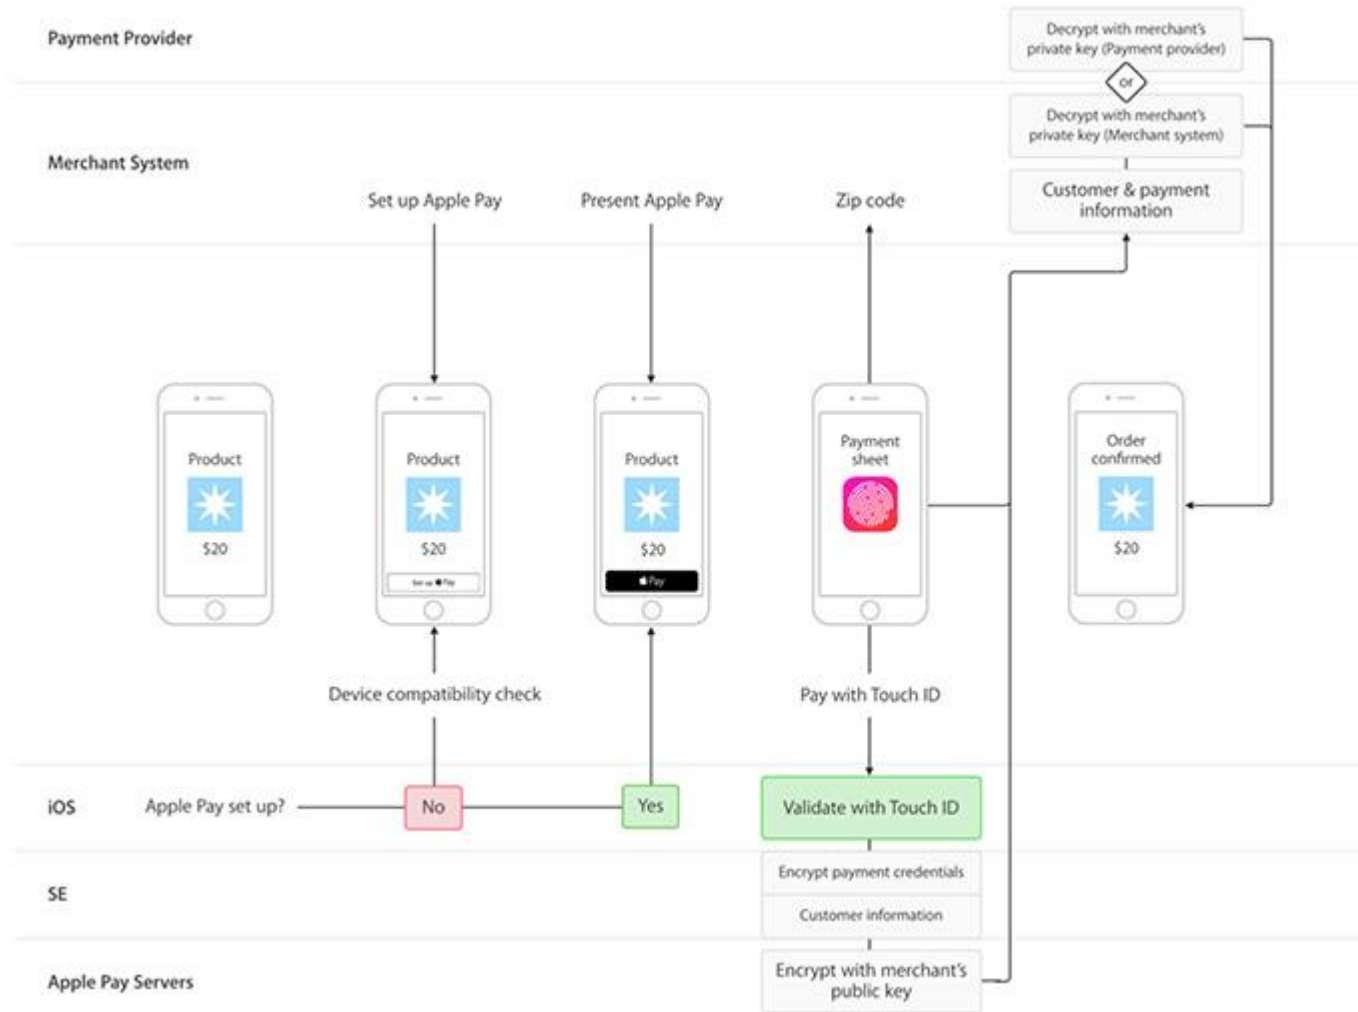 Payment Provider
Decrypt with merchant's
private key (Payment provider)
or
Decrypt with merchant's
private key (Merchant system)
Merchant System
Customer & payment
information
Set up Apple Pay
Present Apple Pay
Zip code
Product
$20
Product
$20
Set up Pay
Product
$20
Pay
Payment
sheet
Order
confirmed
$20
Device compatibility check
Pay with Touch ID
iOS
Apple Pay set up?
No
Yes
Validate with Touch ID
SE
Encrypt payment credentials
Customer information
Apple Pay Servers
Encrypt with merchant's
public key